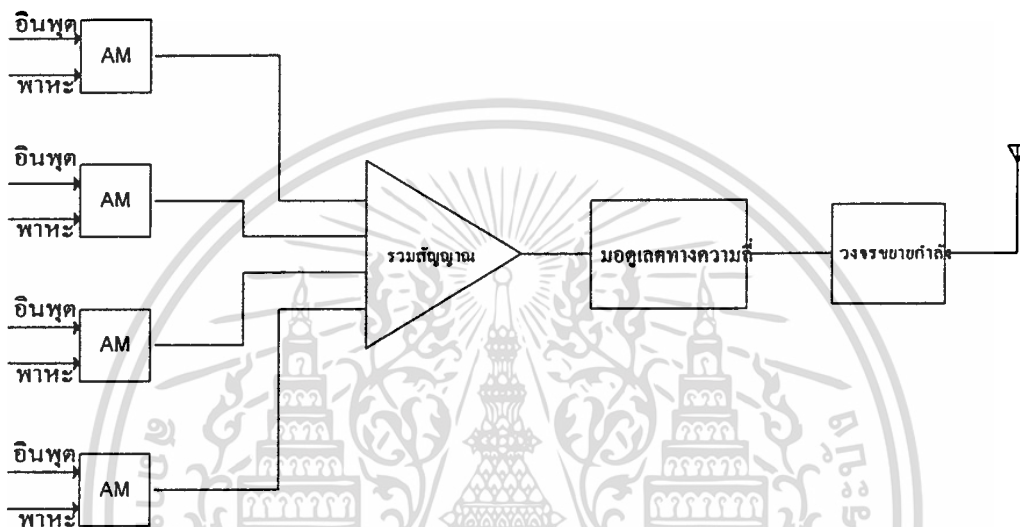 อินพุต
AM
พาหะ
อินพุต
AM
พาหะ
รวมสัญญาณ
มอดูเลตทางความถี่
วงจรขยายกำลัง
อินพุต
AM
พาหะ
อินพุต
AM
พาหะ